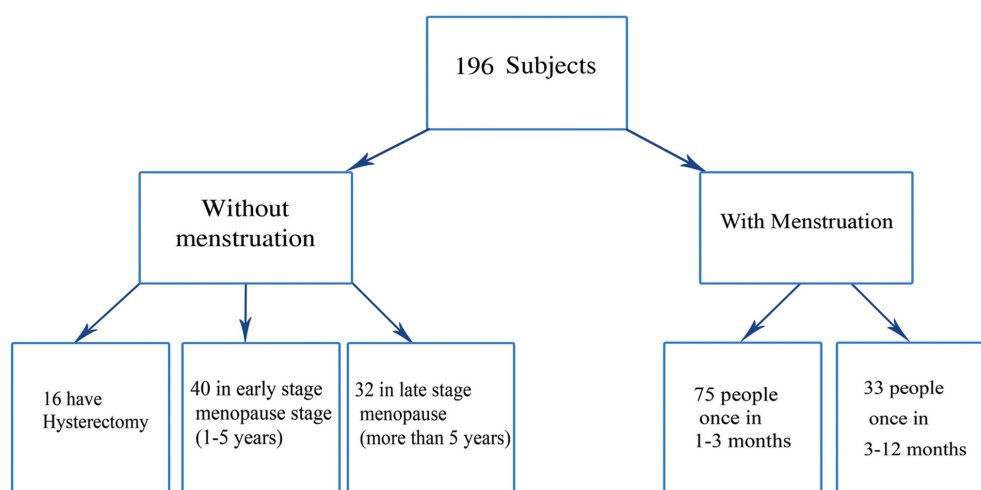 196 Subjects
Without
menstruation
With Menstruation
16 have
Hysterectomy
40 in early stage
menopause stage
(1-5 years)
32 in late stage
menopause
(more than 5 years)
75 people
once in
1-3 months
33 people
once in
3-12 months